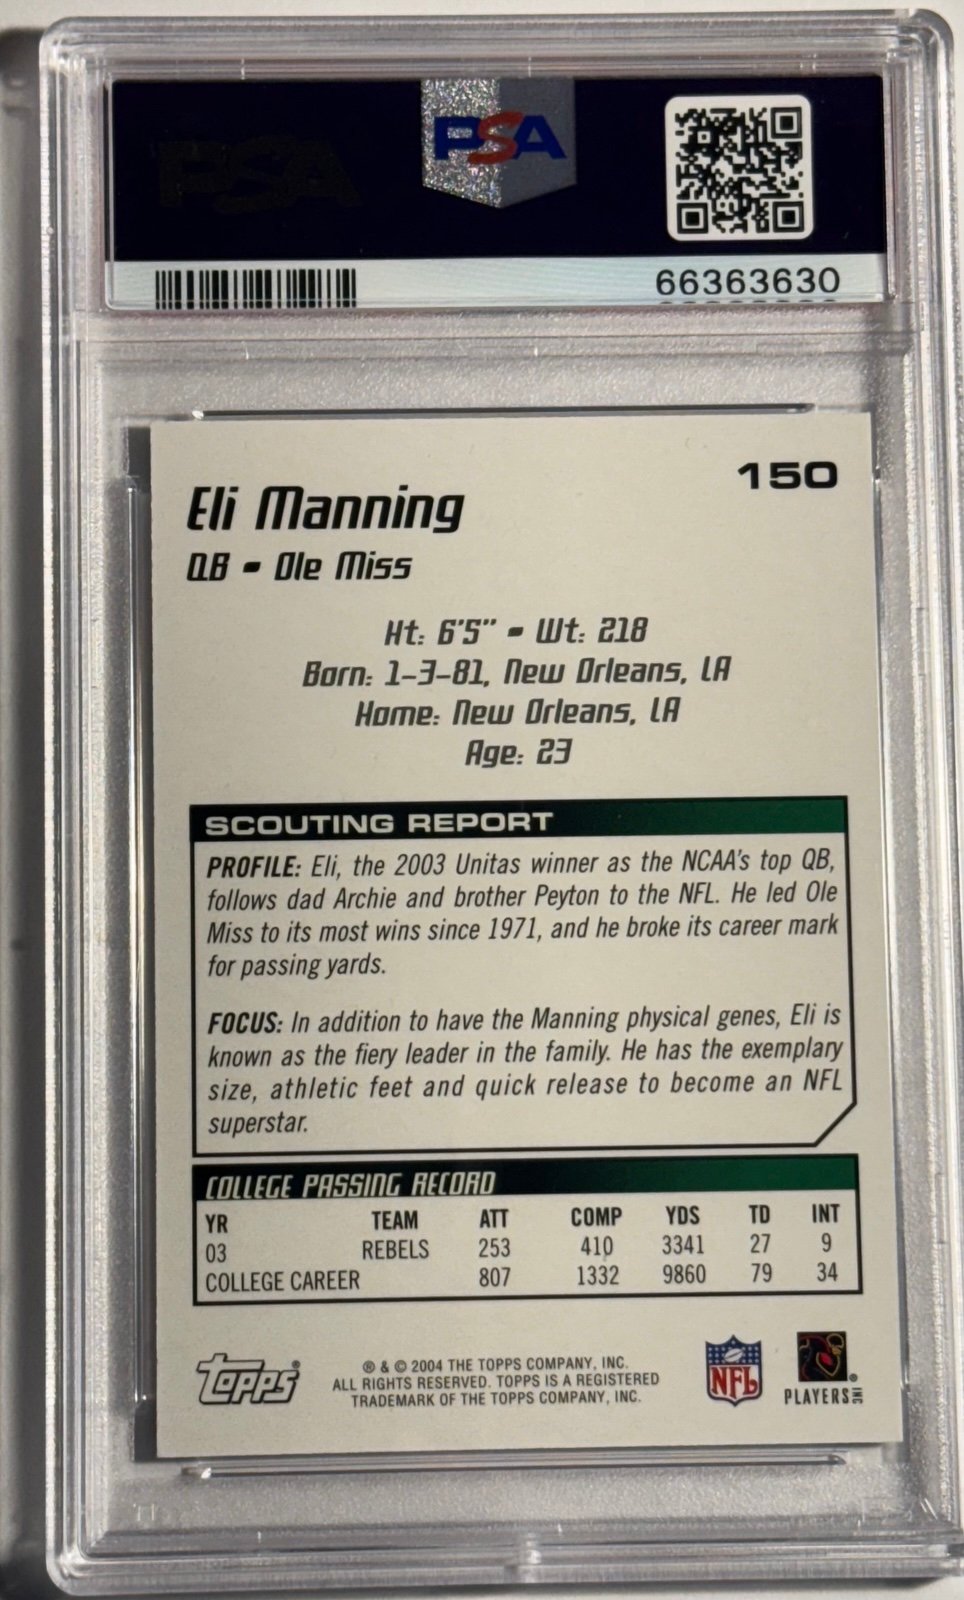 PSA
PSA
66363630
150
Eli Manning
QB - Ole Miss
Ht: 6'5" - Wt: 218
Born: 1-3-81, New Orleans, LA
Home: New Orleans, LA
Age: 23
SCOUTING REPORT
PROFILE: Eli, the 2003 Unitas winner as the NCAA's top QB,
follows dad Archie and brother Peyton to the NFL. He led Ole
Miss to its most wins since 1971, and he broke its career mark
for passing yards.
FOCUS: In addition to have the Manning physical genes, Eli is
known as the fiery leader in the family. He has the exemplary
size, athletic feet and quick release to become an NFL
superstar.
COLLEGE PASSING RECORD
YR TEAM ATT COMP YDS TD INT
03 REBELS 253 410 3341 27 9
COLLEGE CAREER 807 1332 9860 79 34
Topps®
® & © 2004 THE TOPPS COMPANY, INC.
ALL RIGHTS RESERVED. TOPPS IS A REGISTERED
TRADEMARK OF THE TOPPS COMPANY, INC.
NFL
PLAYERS INC ®